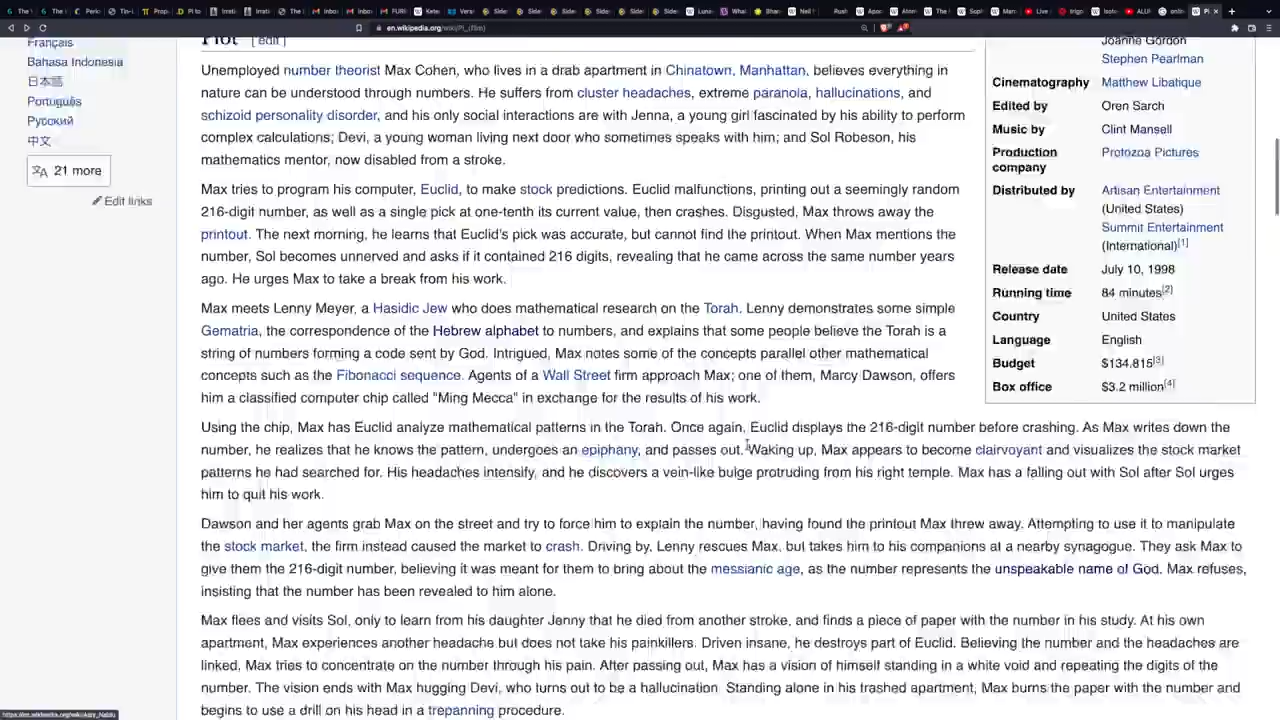 en.wikipedia.org/wiki/Pi_(film)
Français
Bahasa Indonesia
日本語
Português
Русский
中文
21 more
Edit links
Plot [edit]
Unemployed number theorist Max Cohen, who lives in a drab apartment in Chinatown, Manhattan, believes everything in
nature can be understood through numbers. He suffers from cluster headaches, extreme paranoia, hallucinations, and
schizoid personality disorder, and his only social interactions are with Jenna, a young girl fascinated by his ability to perform
complex calculations; Devi, a young woman living next door who sometimes speaks with him; and Sol Robeson, his
mathematics mentor, now disabled from a stroke.
Max tries to program his computer, Euclid, to make stock predictions. Euclid malfunctions, printing out a seemingly random
216-digit number, as well as a single pick at one-tenth its current value, then crashes. Disgusted, Max throws away the
printout. The next morning, he learns that Euclid's pick was accurate, but cannot find the printout. When Max mentions the
number, Sol becomes unnerved and asks if it contained 216 digits, revealing that he came across the same number years
ago. He urges Max to take a break from his work.
Max meets Lenny Meyer, a Hasidic Jew who does mathematical research on the Torah. Lenny demonstrates some simple
Gematria, the correspondence of the Hebrew alphabet to numbers, and explains that some people believe the Torah is a
string of numbers forming a code sent by God. Intrigued, Max notes some of the concepts parallel other mathematical
concepts such as the Fibonacci sequence. Agents of a Wall Street firm approach Max; one of them, Marcy Dawson, offers
him a classified computer chip called "Ming Mecca" in exchange for the results of his work.
Using the chip, Max has Euclid analyze mathematical patterns in the Torah. Once again, Euclid displays the 216-digit number before crashing. As Max writes down the
number, he realizes that he knows the pattern, undergoes an epiphany, and passes out. Waking up, Max appears to become clairvoyant and visualizes the stock market
patterns he had searched for. His headaches intensify, and he discovers a vein-like bulge protruding from his right temple. Max has a falling out with Sol after Sol urges
him to quit his work.
Dawson and her agents grab Max on the street and try to force him to explain the number, having found the printout Max threw away. Attempting to use it to manipulate
the stock market, the firm instead caused the market to crash. Driving by, Lenny rescues Max, but takes him to his companions at a nearby synagogue. They ask Max to
give them the 216-digit number, believing it was meant for them to bring about the messianic age, as the number represents the unspeakable name of God. Max refuses,
insisting that the number has been revealed to him alone.
Max flees and visits Sol, only to learn from his daughter Jenny that he died from another stroke, and finds a piece of paper with the number in his study. At his own
apartment, Max experiences another headache but does not take his painkillers. Driven insane, he destroys part of Euclid. Believing the number and the headaches are
linked, Max tries to concentrate on the number through his pain. After passing out, Max has a vision of himself standing in a white void and repeating the digits of the
number. The vision ends with Max hugging Devi, who turns out to be a hallucination. Standing alone in his trashed apartment, Max burns the paper with the number and
begins to use a drill on his head in a trepanning procedure.
Joanne Gordon
Stephen Pearlman
Cinematography Matthew Libatique
Edited by Oren Sarch
Music by Clint Mansell
Production Protozoa Pictures
company
Distributed by Artisan Entertainment
(United States)
Summit Entertainment
(International)[1]
Release date July 10, 1998
Running time 84 minutes[2]
Country United States
Language English
Budget $134,815[3]
Box office $3.2 million[4]